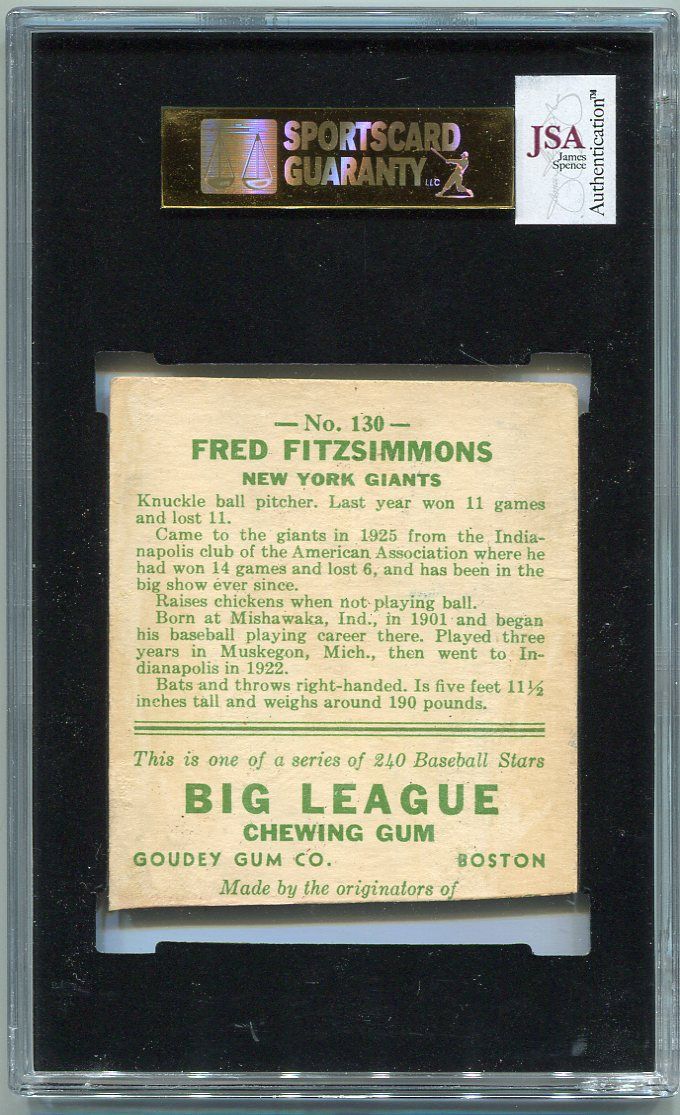 SPORTSCARD
GUARANTY LLC
JSA
James
Spence
Authentication™
— No. 130 —
FRED FITZSIMMONS
NEW YORK GIANTS
Knuckle ball pitcher. Last year won 11 games
and lost 11.
Came to the giants in 1925 from the India-
napolis club of the American Association where he
had won 14 games and lost 6, and has been in the
big show ever since.
Raises chickens when not playing ball.
Born at Mishawaka, Ind., in 1901 and began
his baseball playing career there. Played three
years in Muskegon, Mich., then went to In-
dianapolis in 1922.
Bats and throws right-handed. Is five feet 11½
inches tall and weighs around 190 pounds.
This is one of a series of 240 Baseball Stars
BIG LEAGUE
CHEWING GUM
GOUDEY GUM CO. BOSTON
Made by the originators of